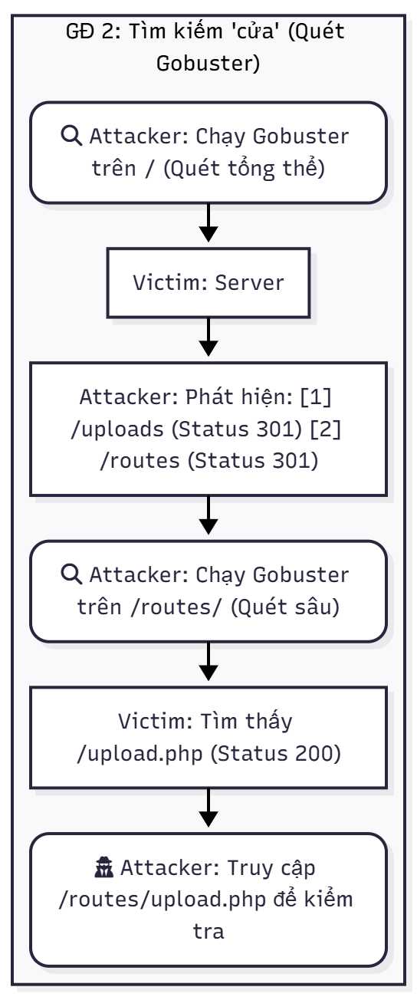 GĐ 2: Tìm kiếm 'cửa' (Quét
Gobuster)
Attacker: Chạy Gobuster
trên / (Quét tổng thể)
Victim: Server
Attacker: Phát hiện: [1]
/uploads (Status 301) [2]
/routes (Status 301)
Attacker: Chạy Gobuster
trên /routes/ (Quét sâu)
Victim: Tìm thấy
/upload.php (Status 200)
Attacker: Truy cập
/routes/upload.php để kiểm
tra